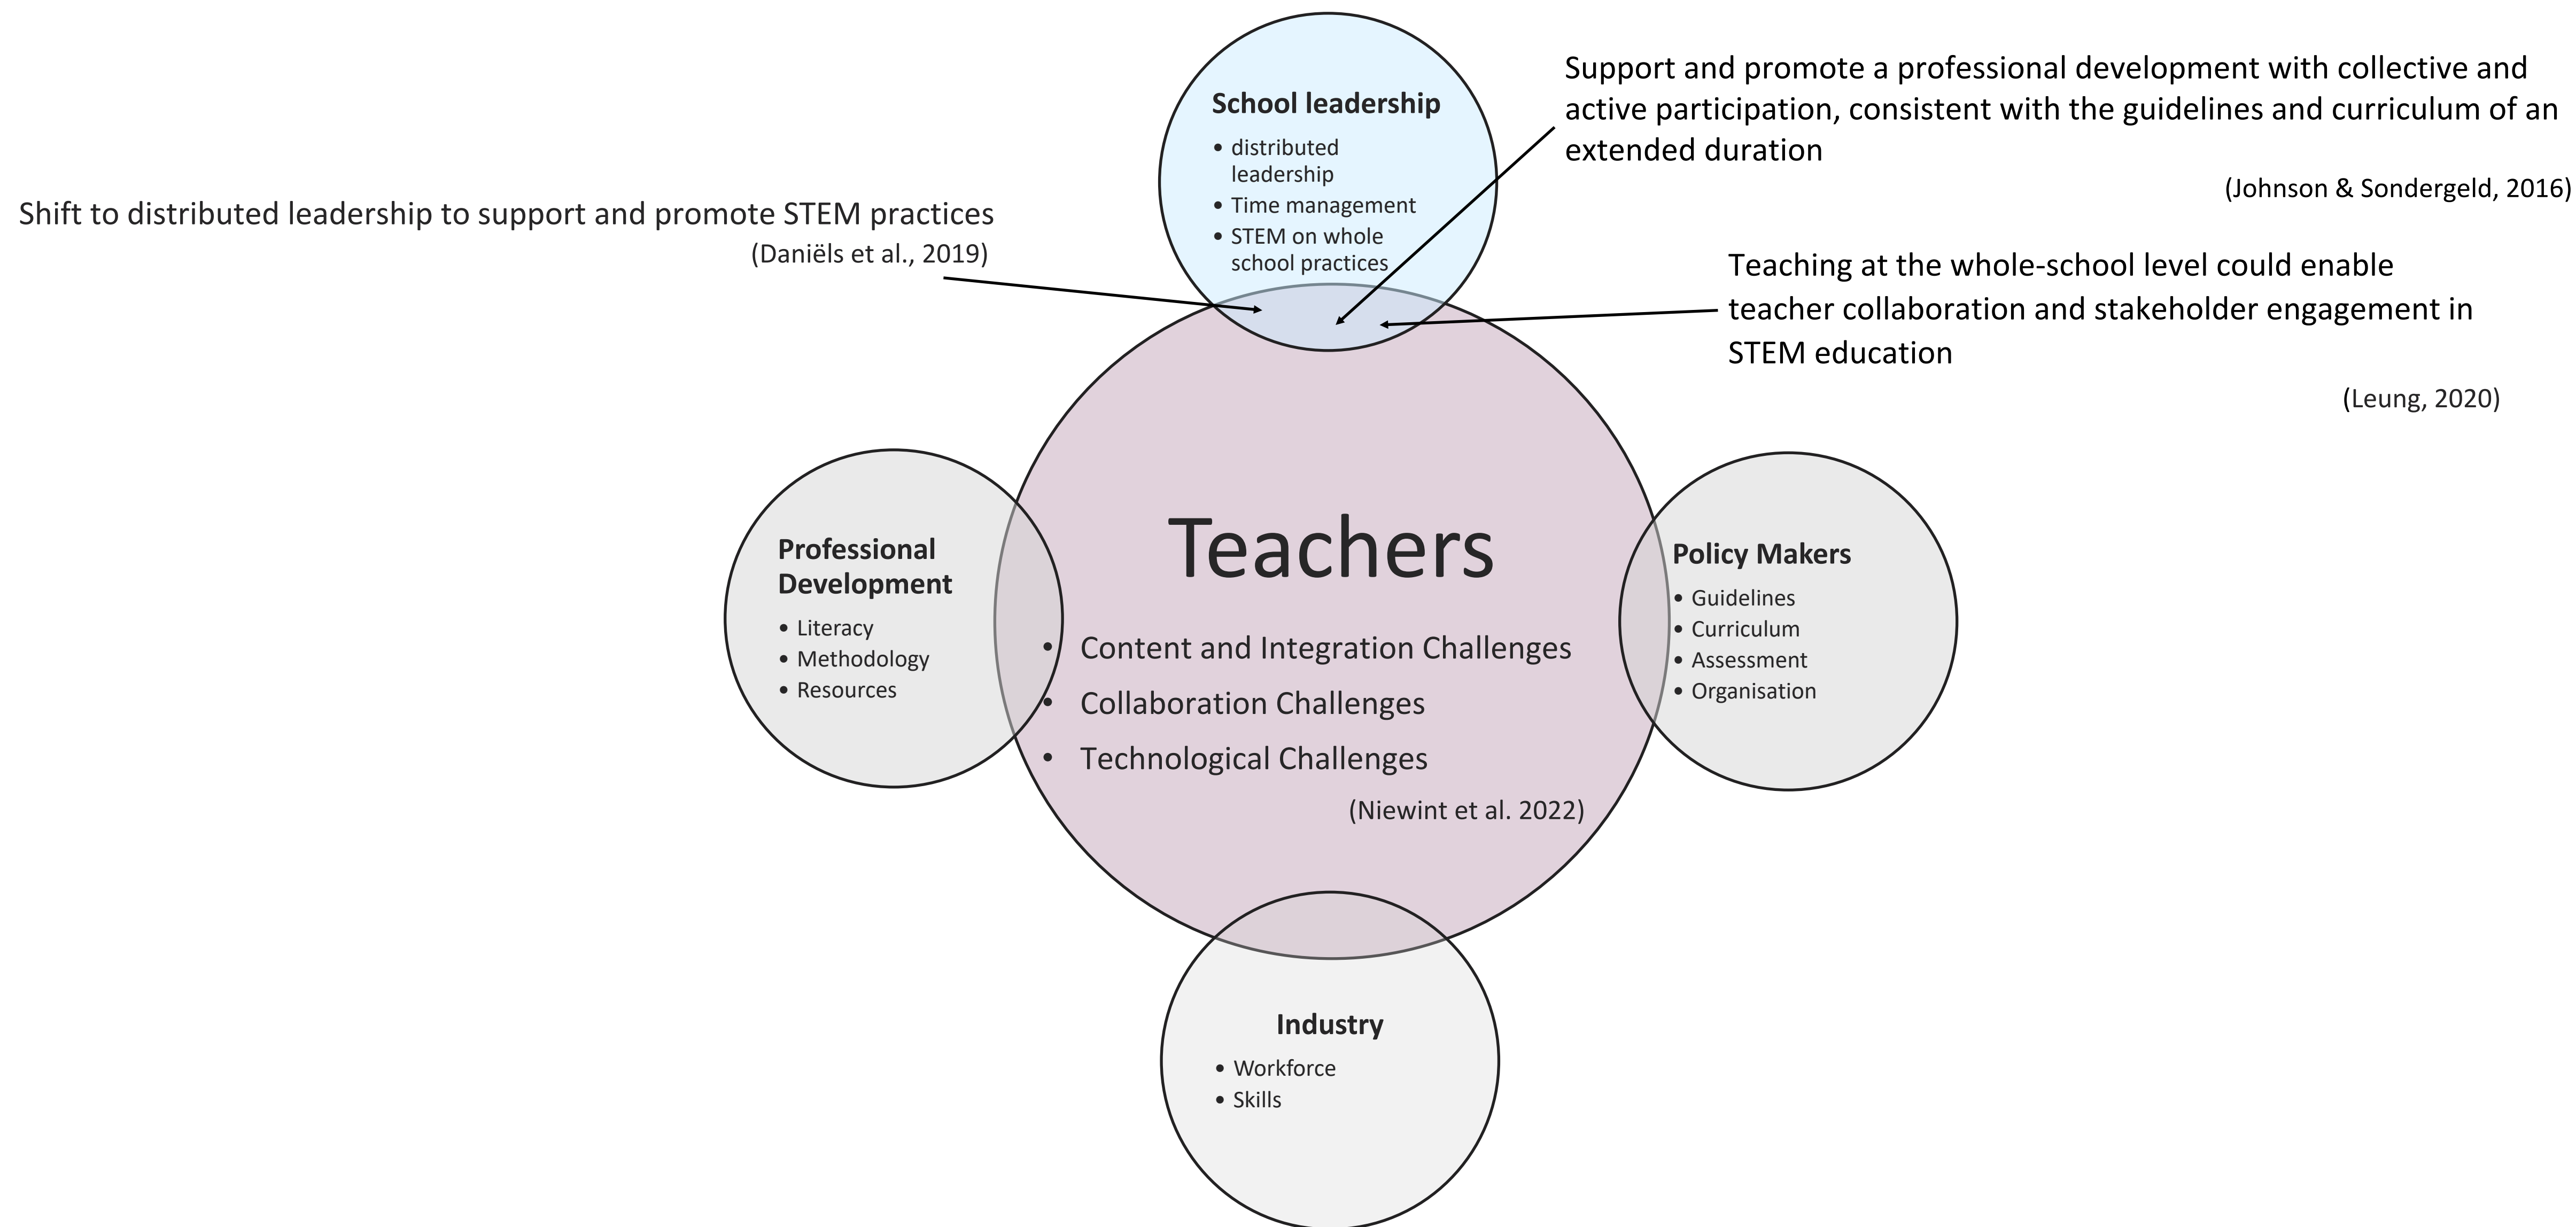 School leadership
• distributed
leadership
• Time management
• STEM on whole
school practices
Support and promote a professional development with collective and
active participation, consistent with the guidelines and curriculum of an
extended duration
(Johnson & Sondergeld, 2016)
Shift to distributed leadership to support and promote STEM practices
(Daniëls et al., 2019)
Teaching at the whole-school level could enable
teacher collaboration and stakeholder engagement in
STEM education
(Leung, 2020)
Professional
Development
• Literacy
• Methodology
• Resources
Teachers
• Content and Integration Challenges
• Collaboration Challenges
• Technological Challenges
(Niewint et al. 2022)
Policy Makers
• Guidelines
• Curriculum
• Assessment
• Organisation
Industry
• Workforce
• Skills